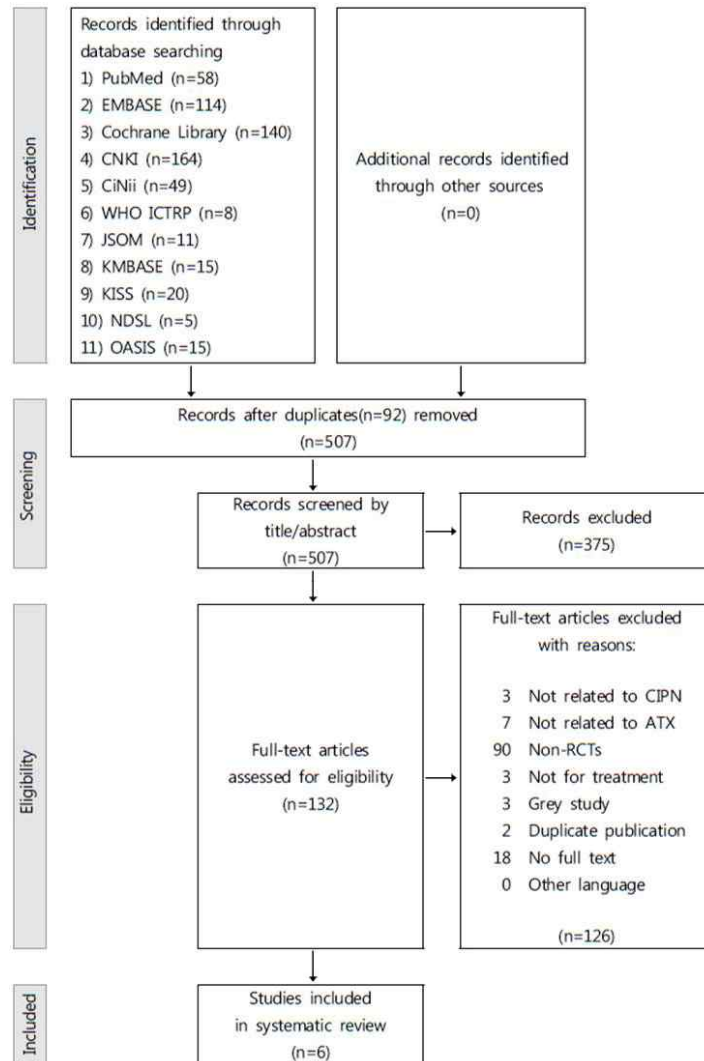 Identification
Records identified through
database searching
1) PubMed (n=58)
2) EMBASE (n=114)
3) Cochrane Library (n=140)
4) CNKI (n=164)
5) CiNii (n=49)
6) WHO ICTRP (n=8)
7) JSOM (n=11)
8) KMBASE (n=15)
9) KISS (n=20)
10) NDSL (n=5)
11) OASIS (n=15)
Additional records identified
through other sources
(n=0)
Screening
Records after duplicates(n=92) removed
(n=507)
Records screened by
title/abstract
(n=507)
Records excluded
(n=375)
Eligibility
Full-text articles
assessed for eligibility
(n=132)
Full-text articles excluded
with reasons:
3 Not related to CIPN
7 Not related to ATX
90 Non-RCTs
3 Not for treatment
3 Grey study
2 Duplicate publication
18 No full text
0 Other language
(n=126)
Included
Studies included
in systematic review
(n=6)